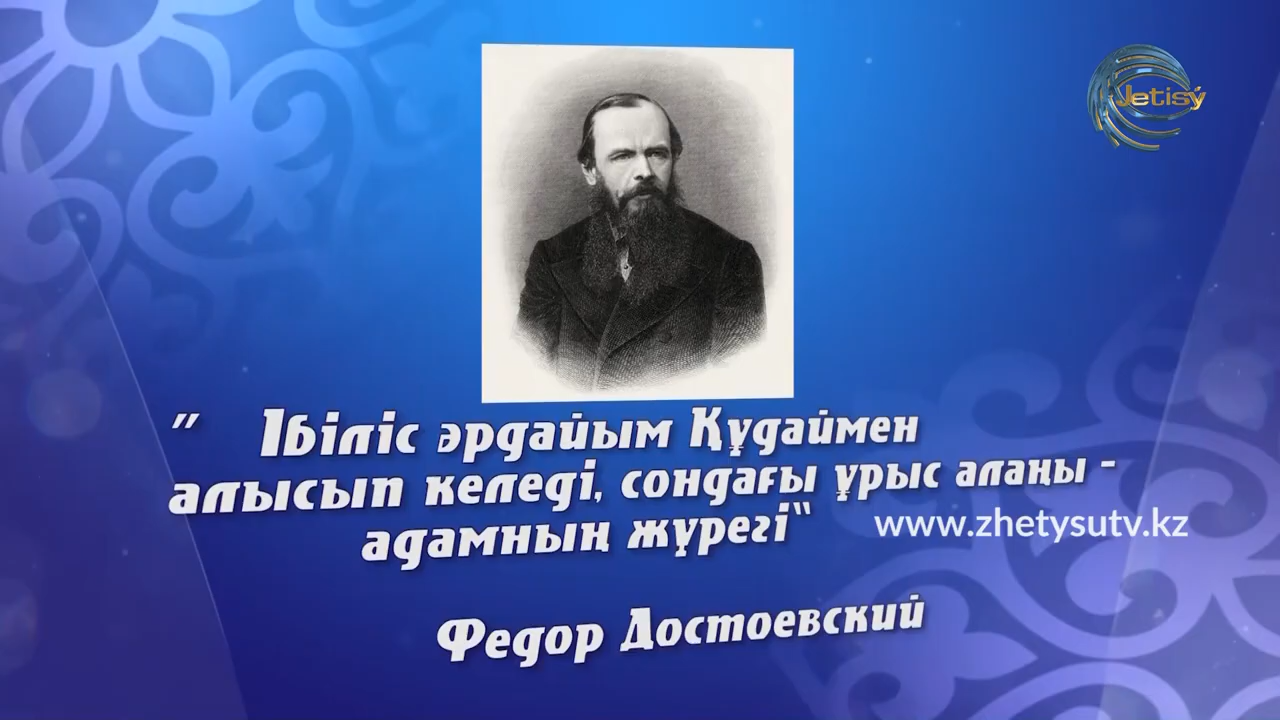 Jetisý
" Ібіліс әрдайым Құдаймен
алысып келеді, сондағы ұрыс алаңы -
адамның жүрегі"
www.zhetysutv.kz
Федор Достоевский